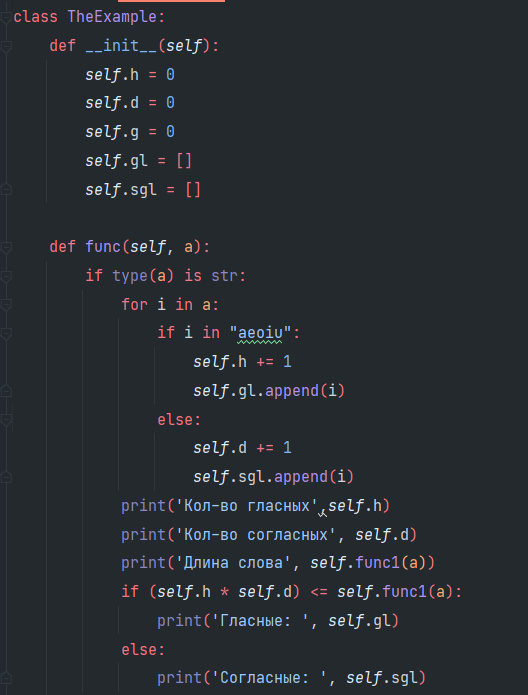 class TheExample:
    def __init__(self):
        self.h = 0
        self.d = 0
        self.g = 0
        self.gl = []
        self.sgl = []

    def func(self, a):
        if type(a) is str:
            for i in a:
                if i in "aeoiu":
                    self.h += 1
                    self.gl.append(i)
                else:
                    self.d += 1
                    self.sgl.append(i)
            print('Кол-во гласных',self.h)
            print('Кол-во согласных', self.d)
            print('Длина слова', self.func1(a))
            if (self.h * self.d) <= self.func1(a):
                print('Гласные: ', self.gl)
            else:
                print('Согласные: ', self.sgl)